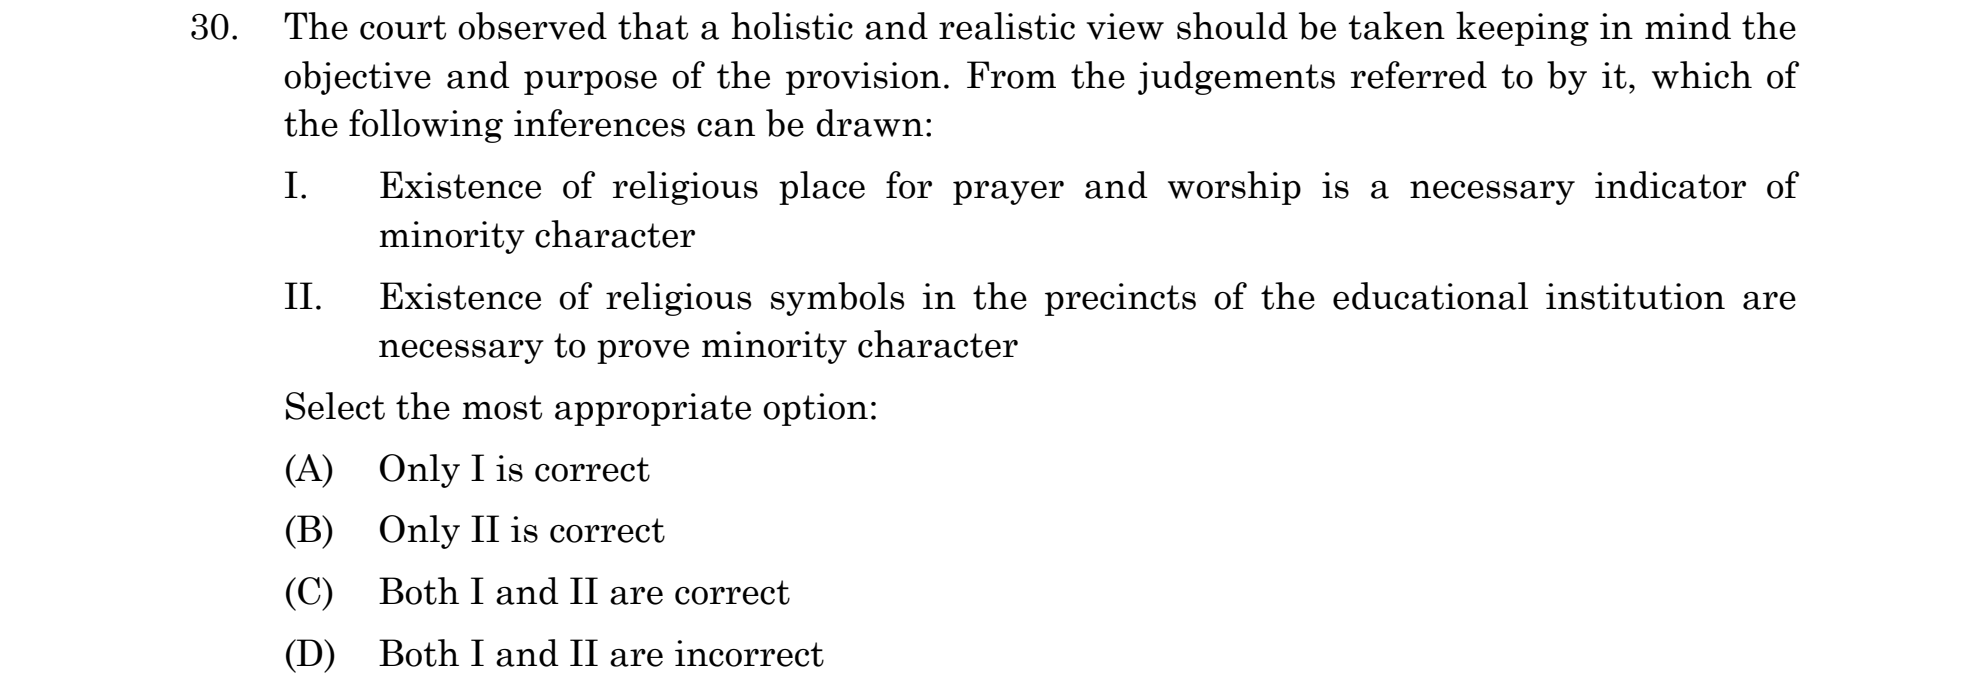 30. The court observed that a holistic and realistic view should be taken keeping in mind the
objective and purpose of the provision. From the judgements referred to by it, which of
the following inferences can be drawn:
I. Existence of religious place for prayer and worship is a necessary indicator of
minority character
II. Existence of religious symbols in the precincts of the educational institution are
necessary to prove minority character
Select the most appropriate option:
(A) Only I is correct
(B) Only II is correct
(C) Both I and II are correct
(D) Both I and II are incorrect